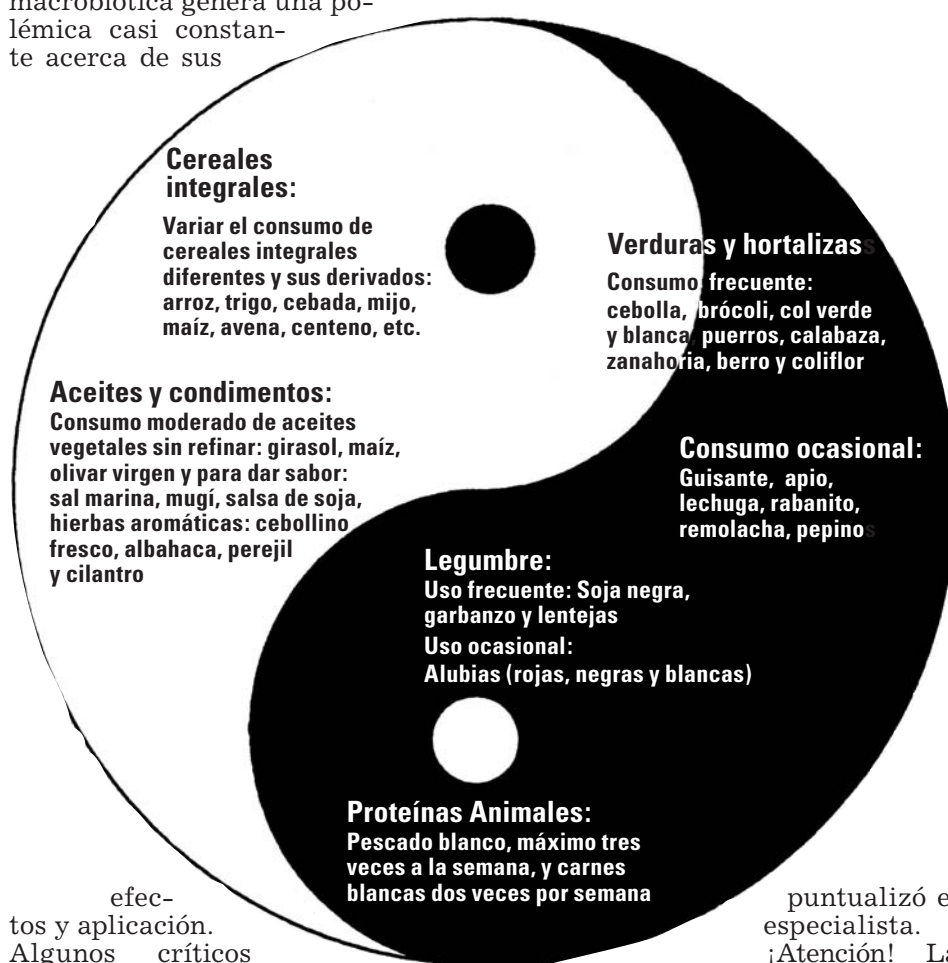 macrobiótica genera una po-
lémica casi constan-
te acerca de sus
Cereales
integrales:
Variar el consumo de
cereales integrales
diferentes y sus derivados:
arroz, trigo, cebada, mijo,
maíz, avena, centeno, etc.
Aceites y condimentos:
Consumo moderado de aceites
vegetales sin refinar: girasol, maíz,
olivar virgen y para dar sabor:
sal marina, mugí, salsa de soja,
hierbas aromáticas: cebollino
fresco, albahaca, perejil
y cilantro
Verduras y hortalizas
Consumo frecuente:
cebolla, brócoli, col verde
y blanca, puerros, calabaza,
zanahoria, berro y coliflor
Consumo ocasional:
Guisante, apio,
lechuga, rabanito,
remolacha, pepinos
Legumbre:
Uso frecuente: Soja negra,
garbanzo y lentejas
Uso ocasional:
Alubias (rojas, negras y blancas)
Proteínas Animales:
Pescado blanco, máximo tres
veces a la semana, y carnes
blancas dos veces por semana
efec-
tos y aplicación.
Algunos críticos
puntualizó e
especialista.
¡Atención! La